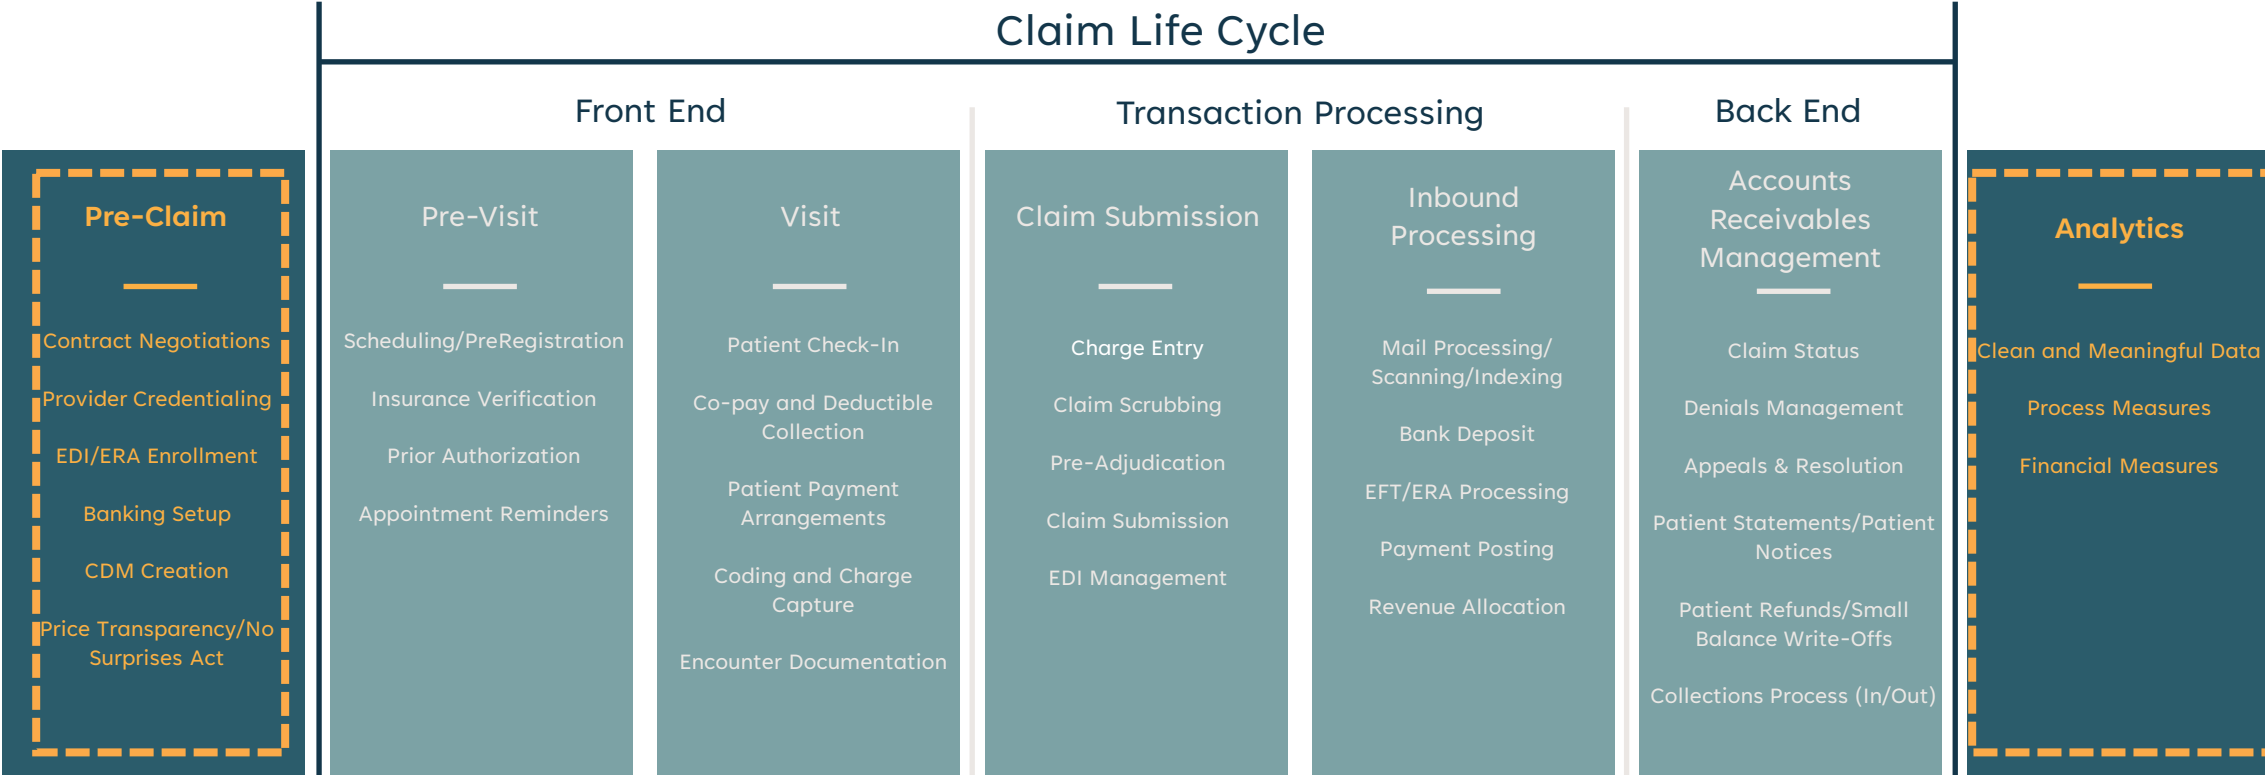 Claim Life Cycle
Front End
Transaction Processing
Back End
Pre-Claim
Contract Negotiations
Provider Credentialing
EDI/ERA Enrollment
Banking Setup
CDM Creation
Price Transparency/No
Surprises Act
Pre-Visit
Scheduling/PreRegistration
Insurance Verification
Prior Authorization
Appointment Reminders
Visit
Patient Check-In
Co-pay and Deductible
Collection
Patient Payment
Arrangements
Coding and Charge
Capture
Encounter Documentation
Claim Submission
Charge Entry
Claim Scrubbing
Pre-Adjudication
Claim Submission
EDI Management
Inbound
Processing
Mail Processing/
Scanning/Indexing
Bank Deposit
EFT/ERA Processing
Payment Posting
Revenue Allocation
Accounts
Receivables
Management
Claim Status
Denials Management
Appeals & Resolution
Patient Statements/Patient
Notices
Patient Refunds/Small
Balance Write-Offs
Collections Process (In/Out)
Analytics
Clean and Meaningful Data
Process Measures
Financial Measures